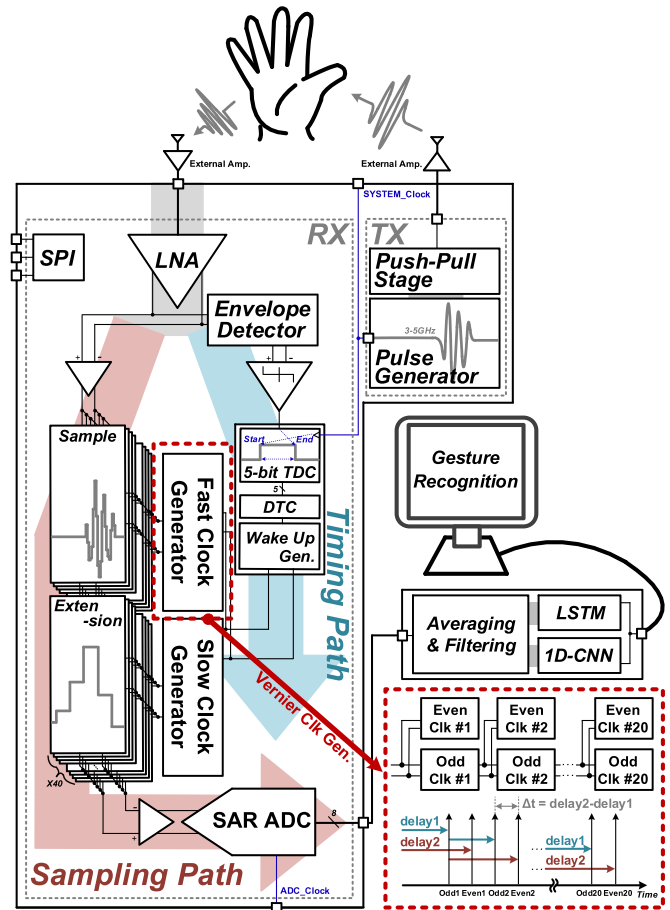 External Amp.
External Amp.
SYSTEM_Clock
RX
TX
SPI
LNA
Push-Pull
Stage
Envelope
Detector
3-5GHz
Pulse
Generator
+
−
+
−
Sample
Start
End
5-bit TDC
5
DTC
Wake Up
Gen.
Fast Clock
Generator
Timing Path
Exten
-sion
Slow Clock
Generator
Vernier Clk Gen.
X40
−
+
SAR ADC
8
Sampling Path
ADC_Clock
Gesture
Recognition
Averaging
& Filtering
LSTM
1D-CNN
Even
Clk #1
Even
Clk #2
Even
Clk #20
Odd
Clk #1
Odd
Clk #2
Odd
Clk #20
Δt = delay2-delay1
delay1
delay2
delay1
delay2
Odd1 Even1 Odd2 Even2 Odd20 Even20 Time